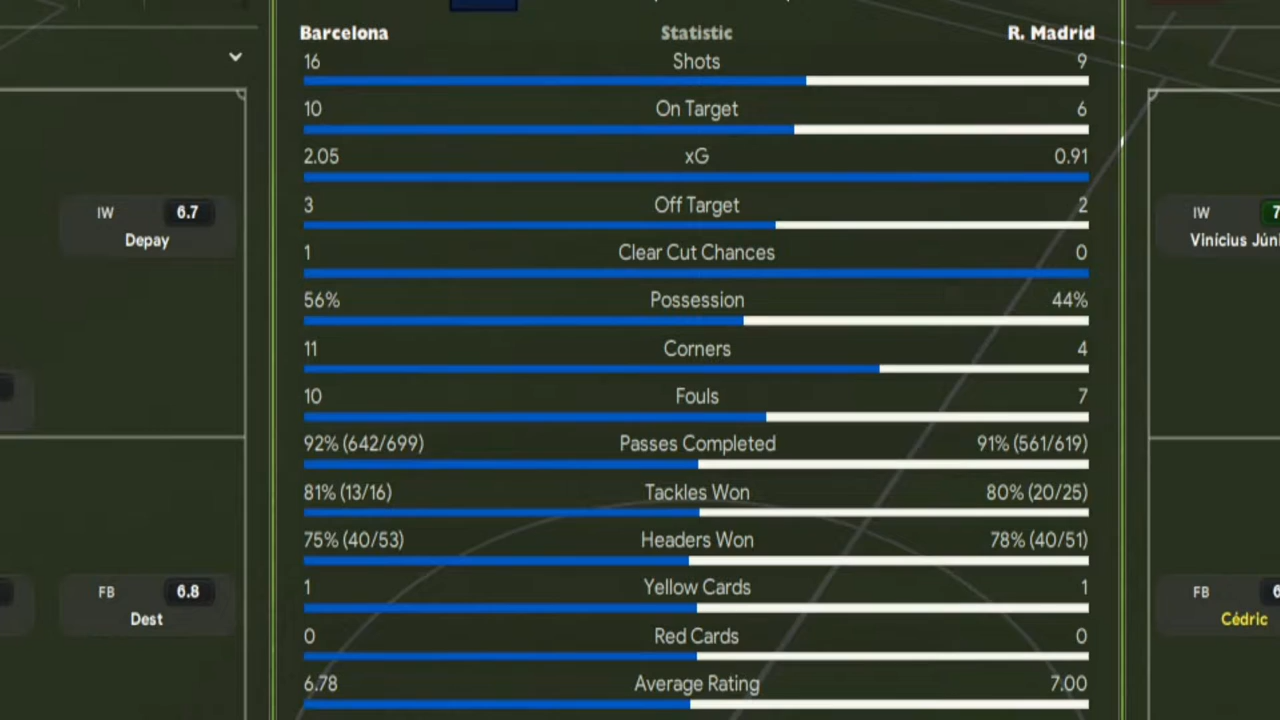 Barcelona Statistic R. Madrid
16 Shots 9
10 On Target 6
2.05 xG 0.91
3 Off Target 2
IW 6.7
Depay
IW
Vinícius Júni
1 Clear Cut Chances 0
56% Possession 44%
11 Corners 4
10 Fouls 7
92% (642/699) Passes Completed 91% (561/619)
81% (13/16) Tackles Won 80% (20/25)
75% (40/53) Headers Won 78% (40/51)
1 Yellow Cards 1
FB 6.8
Dest
FB
Cédric
0 Red Cards 0
6.78 Average Rating 7.00